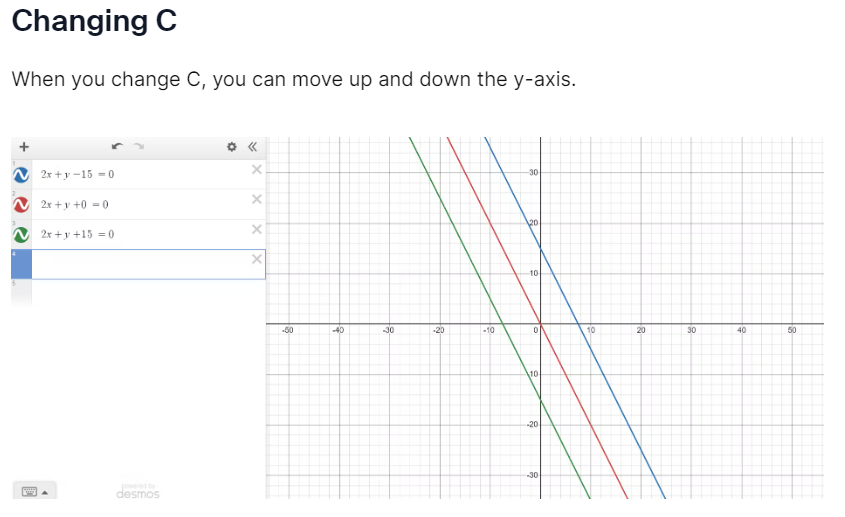 Changing C
When you change C, you can move up and down the y-axis.
+
«
1
2x + y − 15 = 0
2
2x + y + 0 = 0
3
2x + y + 15 = 0
4
5
30
20
10
-50 -40 -30 -20 -10 0 10 20 30 40 50
-10
-20
-30
powered by
desmos